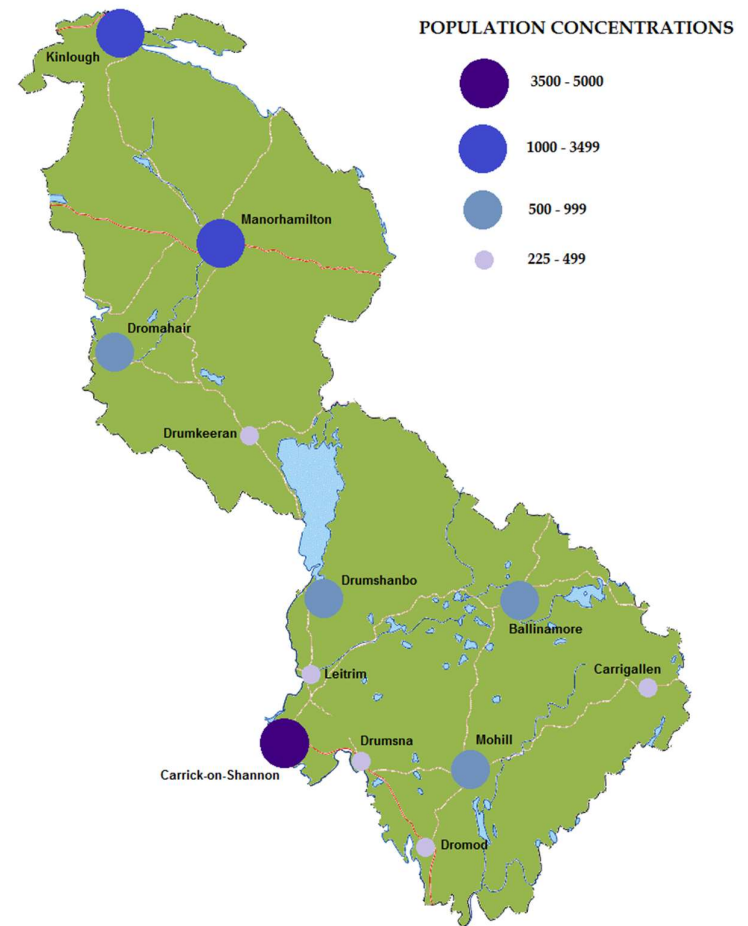 POPULATION CONCENTRATIONS
3500 - 5000
1000 - 3499
500 - 999
225 - 499
Kinlough
Manorhamilton
Dromahair
Drumkeeran
Drumshanbo
Ballinamore
Leitrim
Carrigallen
Drumsna
Mohill
Carrick-on-Shannon
Dromod